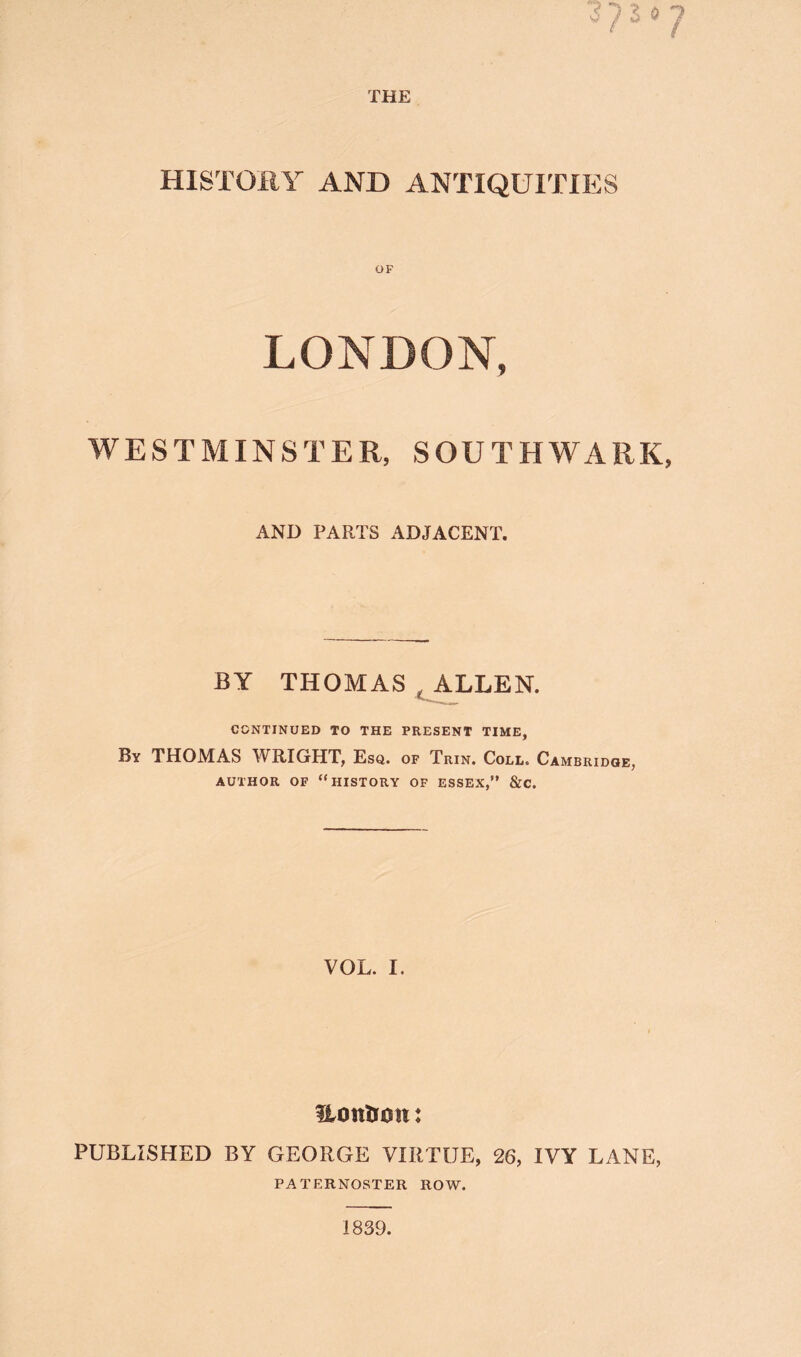 37307
THE
HISTORY AND ANTIQUITIES
OF
LONDON,
WESTMINSTER, SOUTHWARK,
AND PARTS ADJACENT.
BY THOMAS ALLEN.
CONTINUED TO THE PRESENT TIME,
By THOMAS WRIGHT, Esq. of Trin. Coll. Cambridge,
AUTHOR OF “HISTORY OF ESSEX,” &c.
VOL. I.
London:
PUBLISHED BY GEORGE VIRTUE, 26, IVY LANE,
PATERNOSTER ROW.
1839.